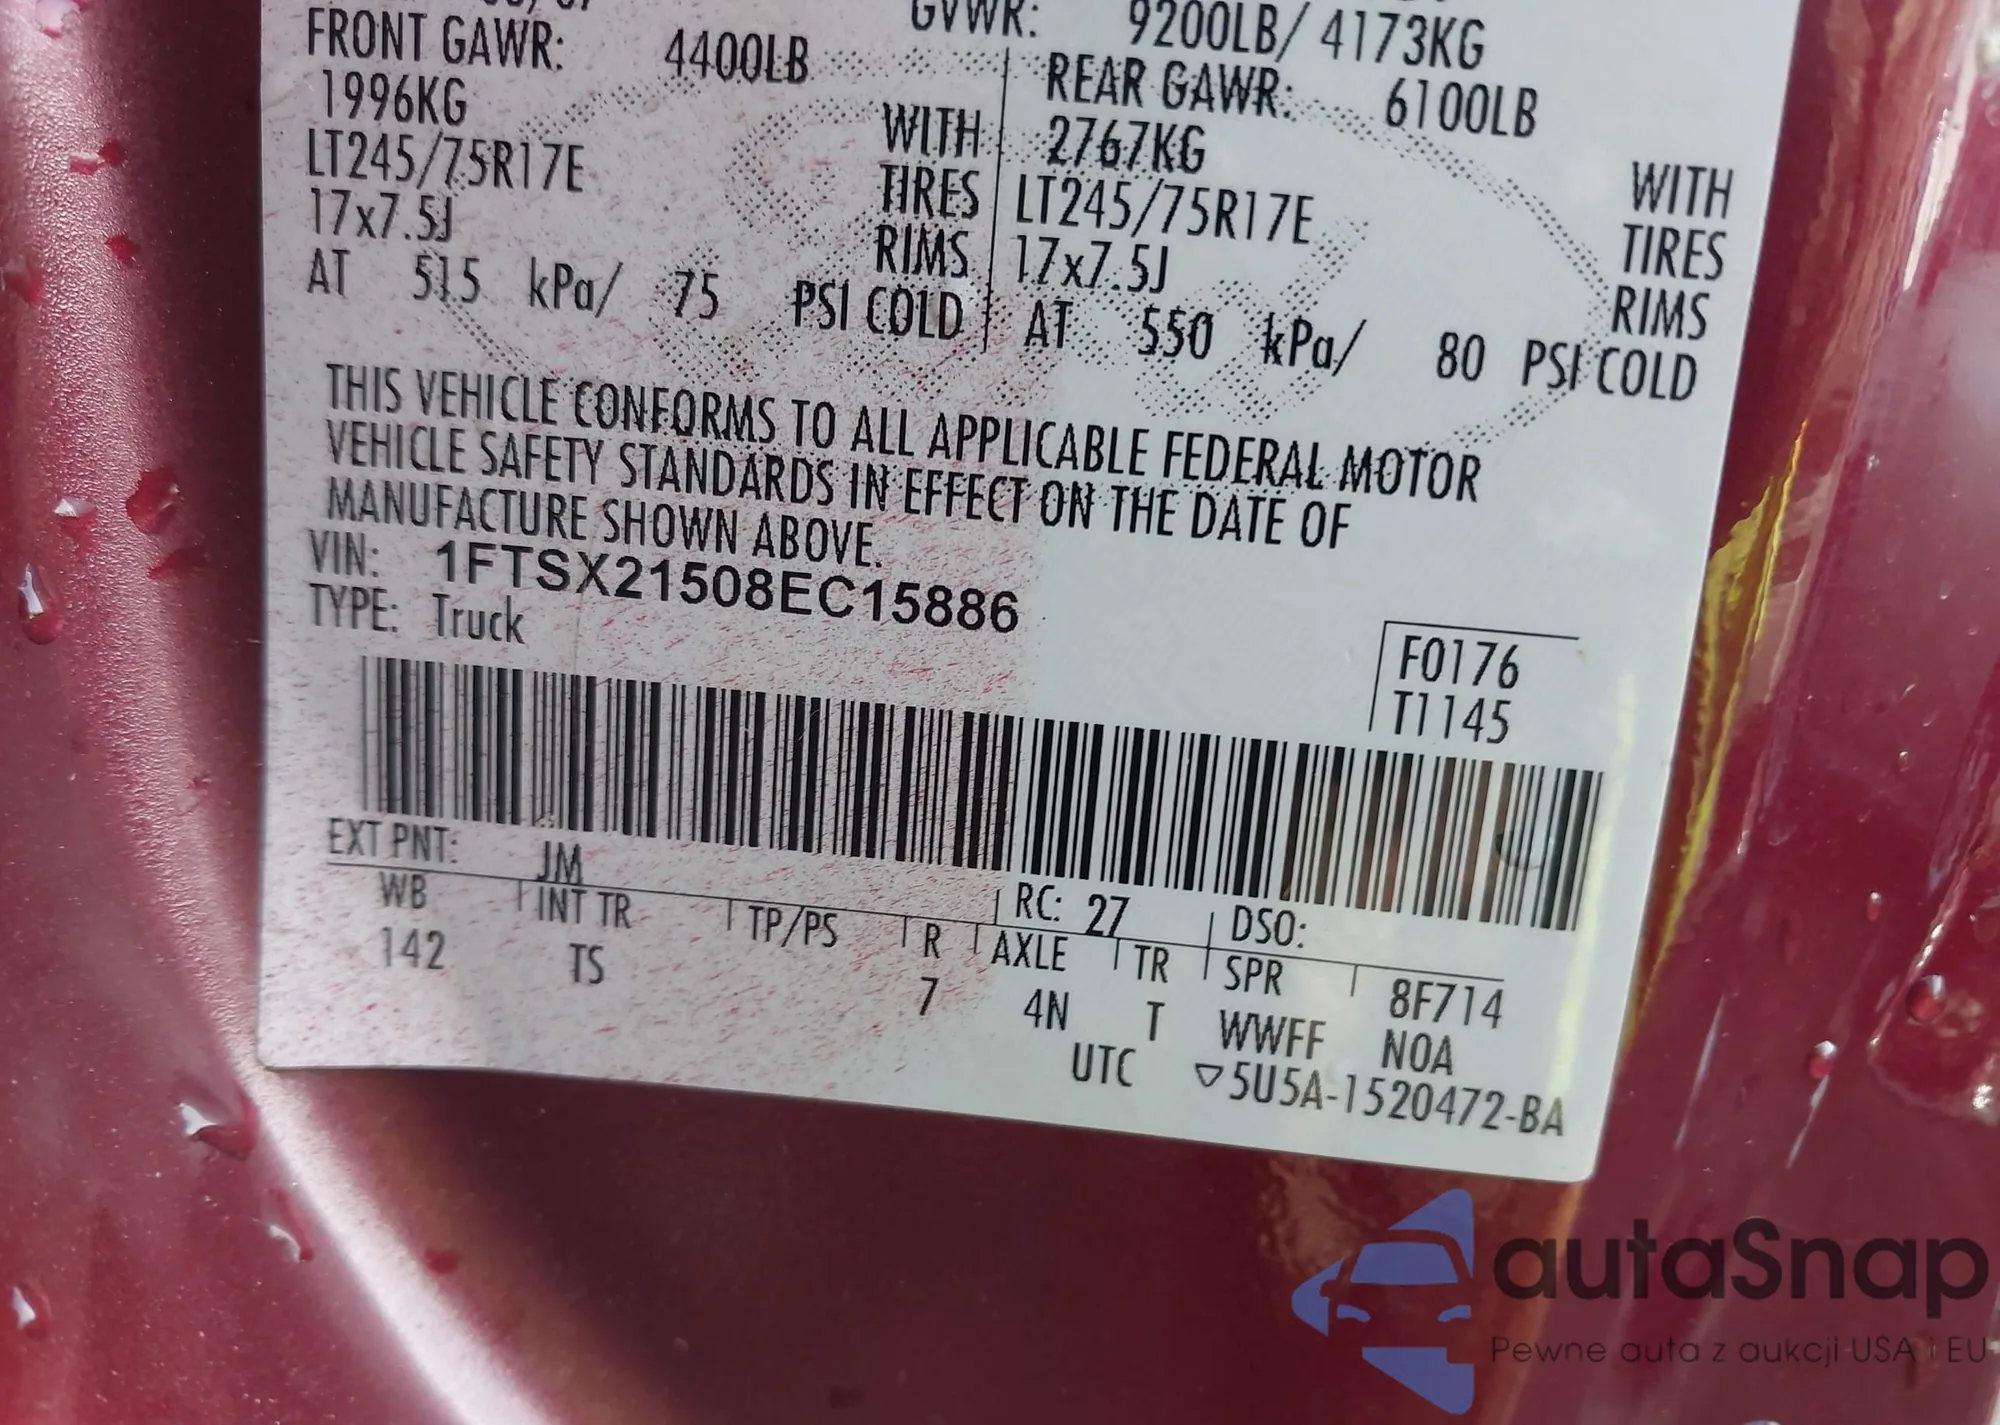 GVWR: 9200LB/ 4173KG
FRONT GAWR: 4400LB REAR GAWR: 6100LB
1996KG WITH 2767KG WITH
LT245/75R17E TIRES LT245/75R17E TIRES
17x7.5J RIMS 17x7.5J RIMS
AT 515 kPa/ 75 PSI COLD AT 550 kPa/ 80 PSI COLD
THIS VEHICLE CONFORMS TO ALL APPLICABLE FEDERAL MOTOR
VEHICLE SAFETY STANDARDS IN EFFECT ON THE DATE OF
MANUFACTURE SHOWN ABOVE.
VIN: 1FTSX21508EC15886
TYPE: Truck
F0176
T1145
EXT PNT: JM RC: 27 DSO:
WB INT TR TP/PS R AXLE TR SPR 8F714
142 TS 7 4N T WWFF NOA
UTC ▽5U5A-1520472-BA
autaSnap
Pewne auta z aukcji USA i EU